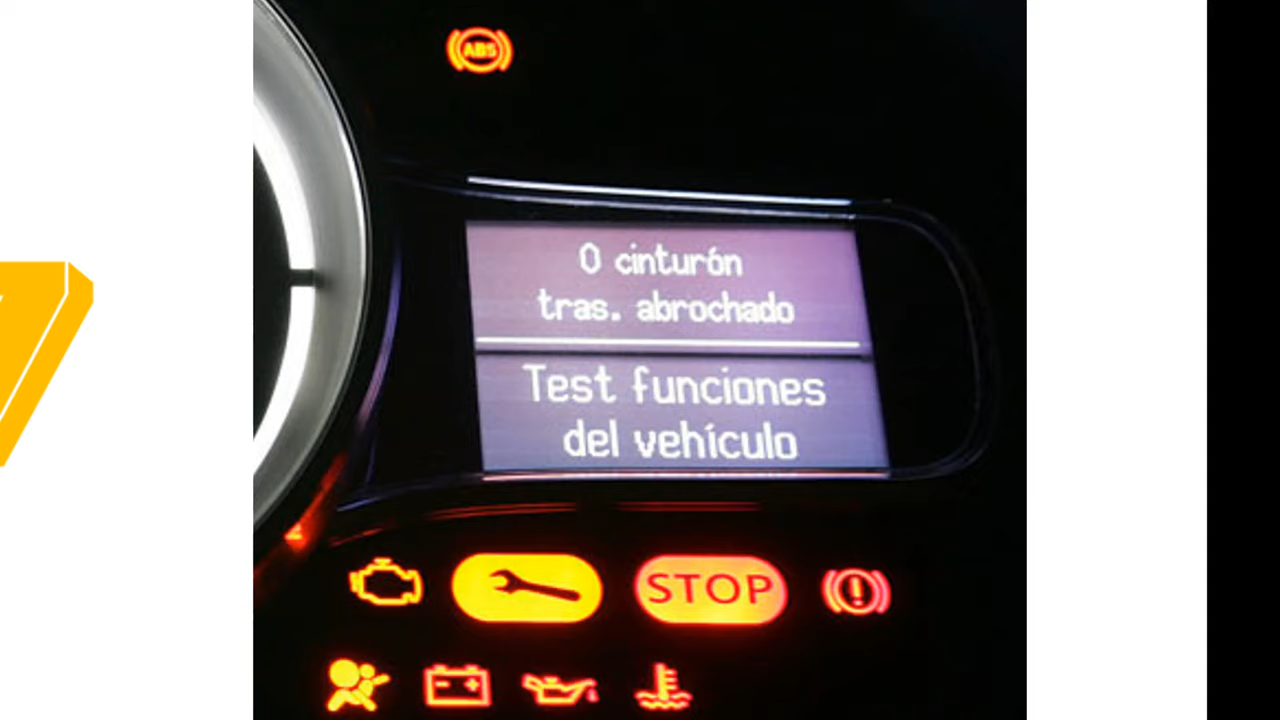 ABS
0 cinturón
tras. abrochado
Test funciones
del vehículo
STOP